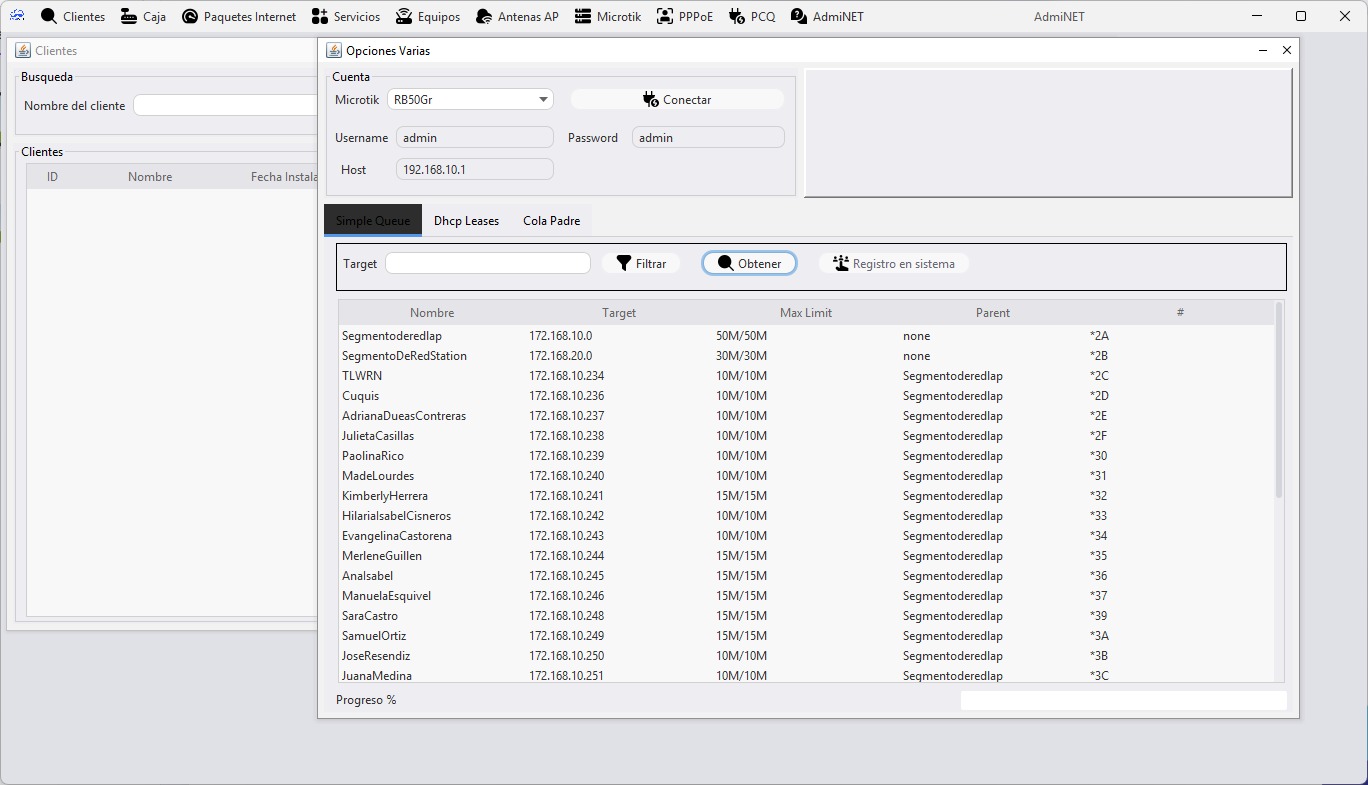 Clientes Caja Paquetes Internet Servicios Equipos Antenas AP Microtik PPPoE PCQ AdmiNET AdmiNET
Clientes
Busqueda
Nombre del cliente
Clientes
ID Nombre Fecha Instala
Opciones Varias
Cuenta
Microtik RB50Gr Conectar
Username admin Password admin
Host 192.168.10.1
Simple Queue Dhcp Leases Cola Padre
Target Filtrar Obtener Registro en sistema
Nombre Target Max Limit Parent #
Segmentoderedlap 172.168.10.0 50M/50M none *2A
SegmentoDeRedStation 172.168.20.0 30M/30M none *2B
TLWRN 172.168.10.234 10M/10M Segmentoderedlap *2C
Cuquis 172.168.10.236 10M/10M Segmentoderedlap *2D
AdrianaDueasContreras 172.168.10.237 10M/10M Segmentoderedlap *2E
JulietaCasillas 172.168.10.238 10M/10M Segmentoderedlap *2F
PaolinaRico 172.168.10.239 10M/10M Segmentoderedlap *30
MadeLourdes 172.168.10.240 10M/10M Segmentoderedlap *31
KimberlyHerrera 172.168.10.241 15M/15M Segmentoderedlap *32
HilariaIsabelCisneros 172.168.10.242 10M/10M Segmentoderedlap *33
EvangelinaCastorena 172.168.10.243 10M/10M Segmentoderedlap *34
MerleneGuillen 172.168.10.244 15M/15M Segmentoderedlap *35
AnaIsabel 172.168.10.245 15M/15M Segmentoderedlap *36
ManuelaEsquivel 172.168.10.246 15M/15M Segmentoderedlap *37
SaraCastro 172.168.10.248 15M/15M Segmentoderedlap *39
SamuelOrtiz 172.168.10.249 15M/15M Segmentoderedlap *3A
JoseResendiz 172.168.10.250 10M/10M Segmentoderedlap *3B
JuanaMedina 172.168.10.251 10M/10M Segmentoderedlap *3C
Progreso %